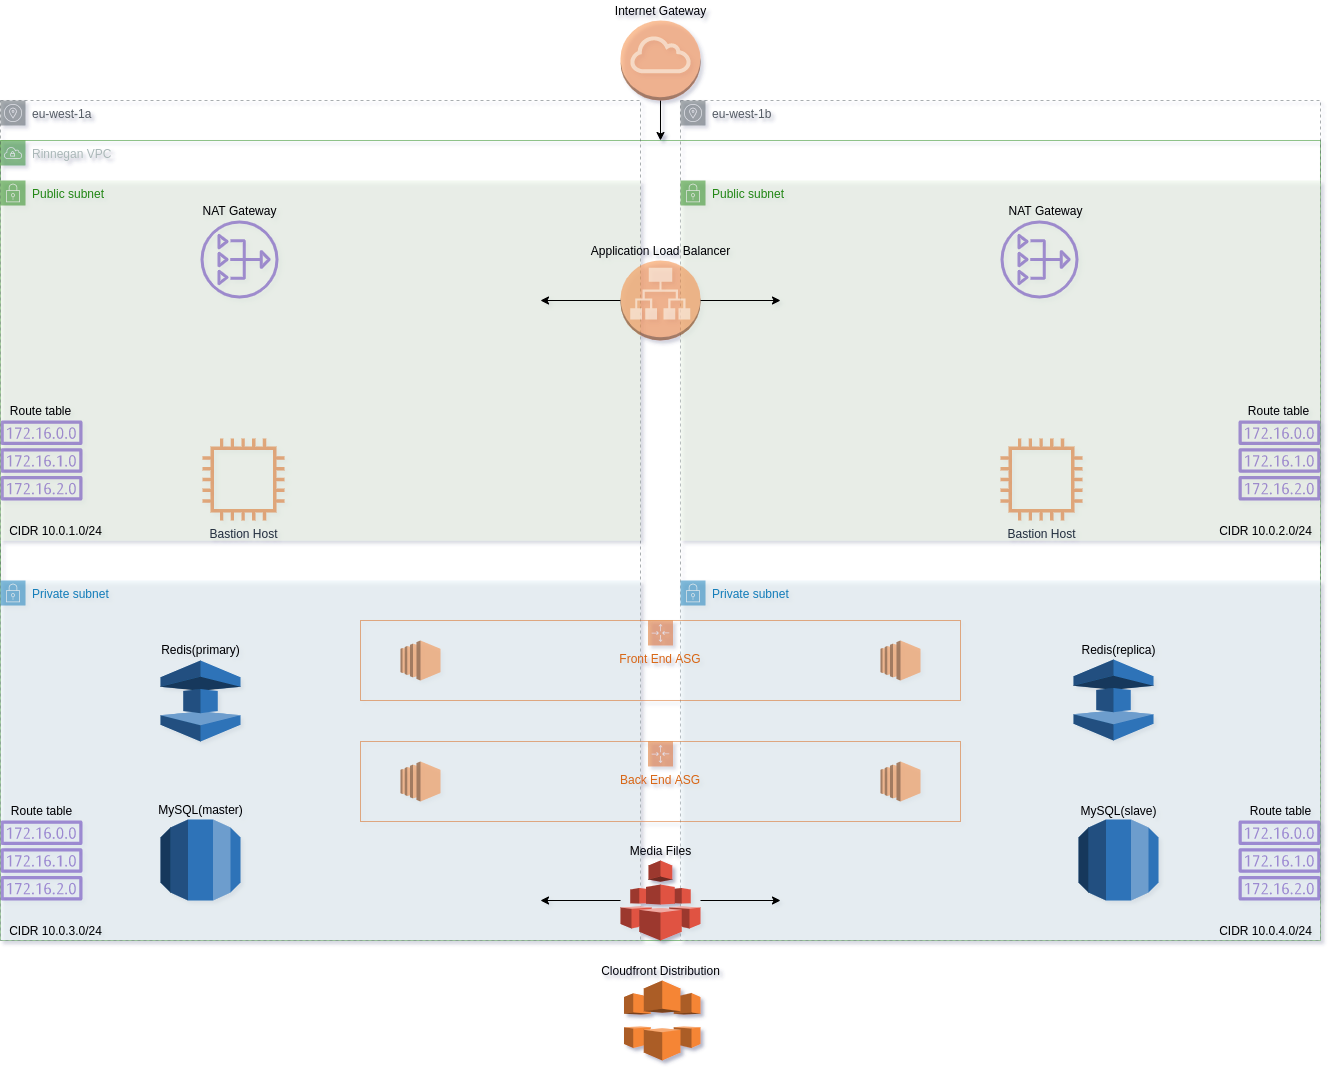 Internet Gateway
eu-west-1a
eu-west-1b
Rinnegan VPC
Public subnet
Public subnet
NAT Gateway
NAT Gateway
Application Load Balancer
Route table
172.16.0.0
172.16.1.0
172.16.2.0
Route table
172.16.0.0
172.16.1.0
172.16.2.0
CIDR 10.0.1.0/24
Bastion Host
Bastion Host
CIDR 10.0.2.0/24
Private subnet
Private subnet
Redis(primary)
Front End ASG
Redis(replica)
Back End ASG
Route table
172.16.0.0
172.16.1.0
172.16.2.0
MySQL(master)
MySQL(slave)
Route table
172.16.0.0
172.16.1.0
172.16.2.0
Media Files
CIDR 10.0.3.0/24
CIDR 10.0.4.0/24
Cloudfront Distribution